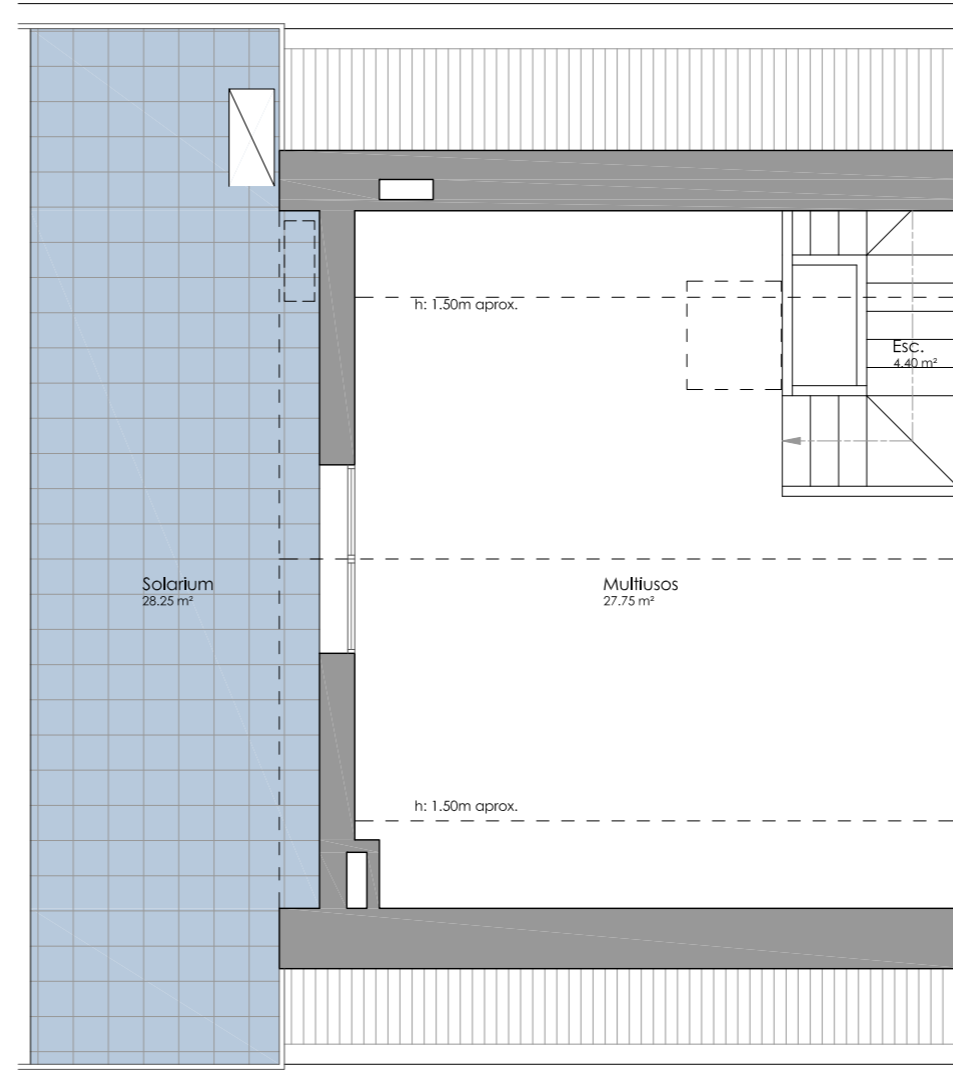 h: 1.50m aprox.
Esc.
4.40 m²
Solarium
28.25 m²
Multiusos
27.75 m²
h: 1.50m aprox.